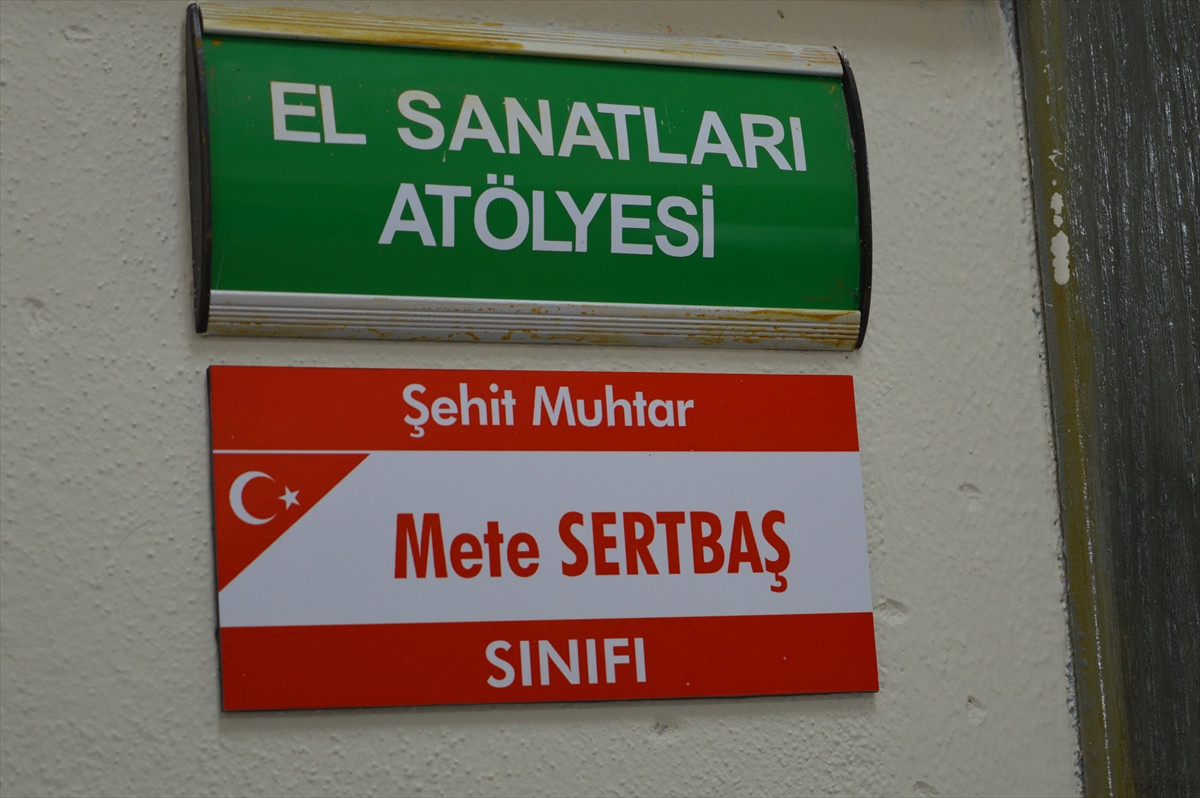 EL SANATLARI
ATÖLYESİ
Şehit Muhtar
Mete SERTBAŞ
SINIFI